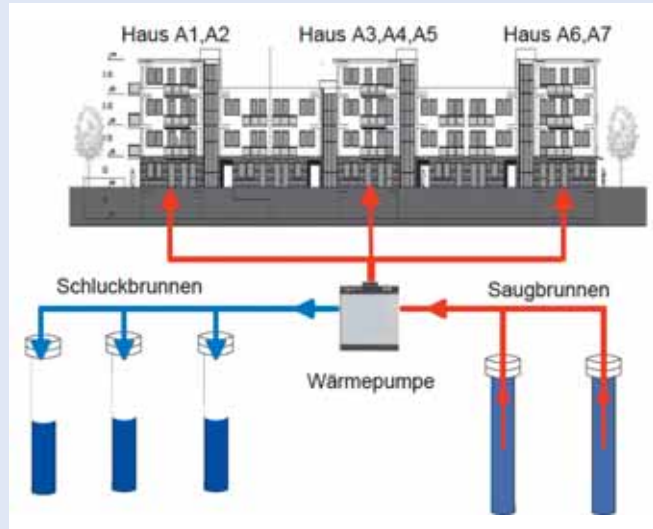 Haus A1,A2
Haus A3,A4,A5
Haus A6,A7
Schluckbrunnen
Saugbrunnen
Wärmepumpe